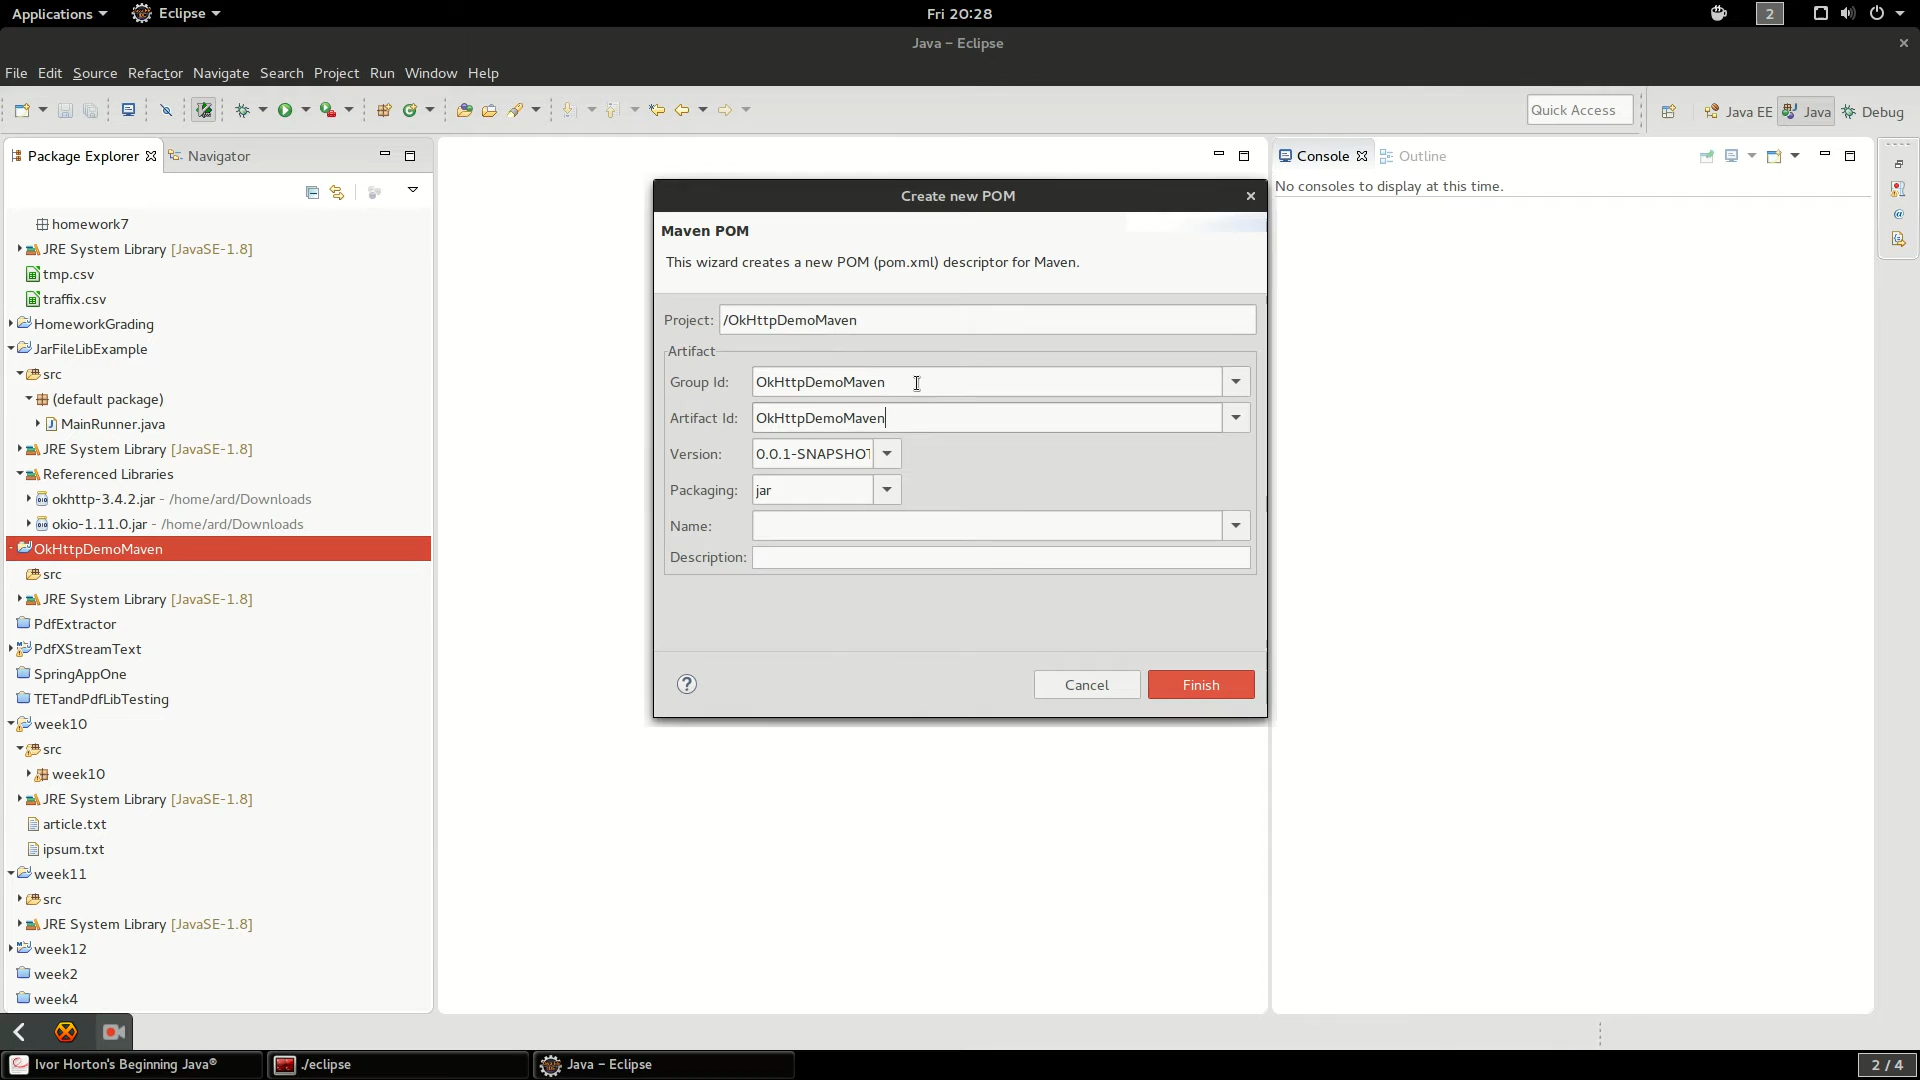 Applications Eclipse Fri 20:28 2
Java – Eclipse
File Edit Source Refactor Navigate Search Project Run Window Help
Quick Access Java EE Java Debug
Package Explorer Navigator Console Outline
No consoles to display at this time.
homework7
JRE System Library [JavaSE-1.8]
tmp.csv
traffix.csv
HomeworkGrading
JarFileLibExample
src
(default package)
MainRunner.java
JRE System Library [JavaSE-1.8]
Referenced Libraries
okhttp-3.4.2.jar - /home/ard/Downloads
okio-1.11.0.jar - /home/ard/Downloads
OkHttpDemoMaven
src
JRE System Library [JavaSE-1.8]
PdfExtractor
PdfXStreamText
SpringAppOne
TETandPdfLibTesting
week10
src
week10
JRE System Library [JavaSE-1.8]
article.txt
ipsum.txt
week11
src
JRE System Library [JavaSE-1.8]
week12
week2
week4
Create new POM
Maven POM
This wizard creates a new POM (pom.xml) descriptor for Maven.
Project: /OkHttpDemoMaven
Artifact
Group Id: OkHttpDemoMaven
Artifact Id: OkHttpDemoMaven
Version: 0.0.1-SNAPSHOT
Packaging: jar
Name:
Description:
? Cancel Finish
Ivor Horton's Beginning Java® ./eclipse Java – Eclipse 2 / 4